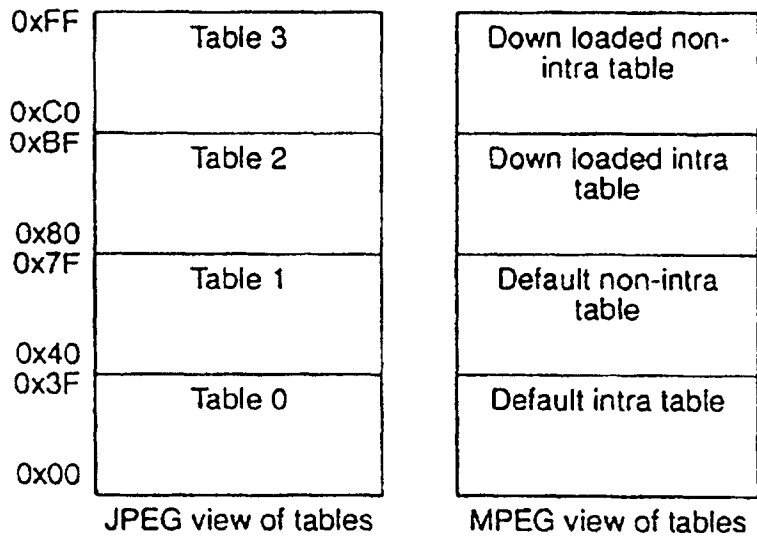 0xFF
Table 3
Down loaded non-
intra table
0xC0
0xBF
Table 2
Down loaded intra
table
0x80
0x7F
Table 1
Default non-intra
table
0x40
0x3F
Table 0
Default intra table
0x00
JPEG view of tables
MPEG view of tables